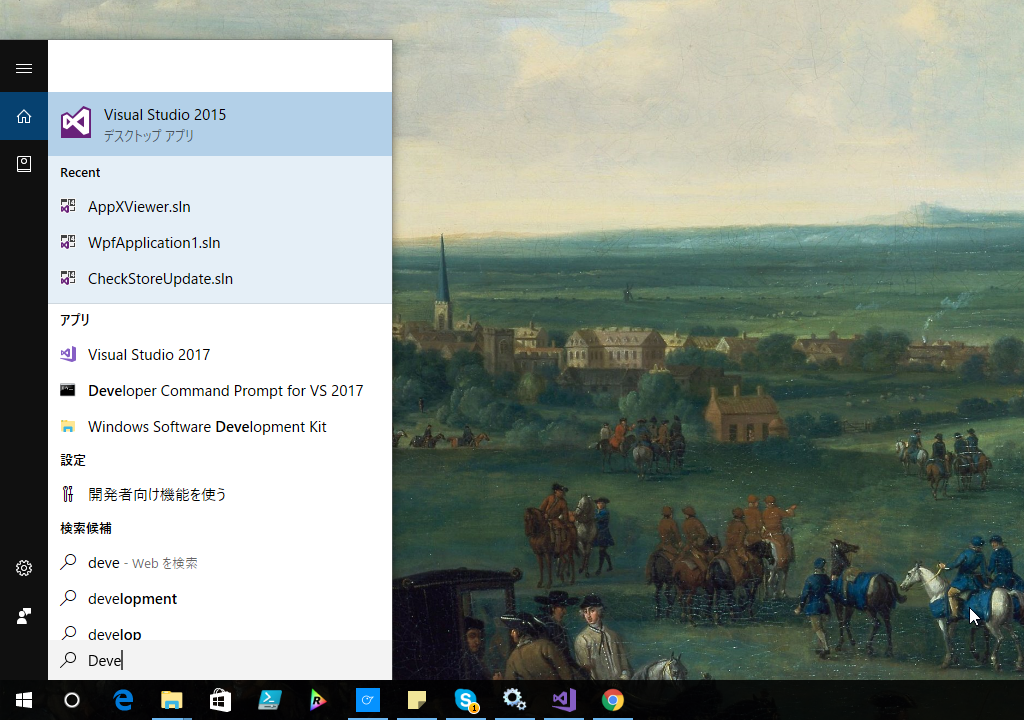 Visual Studio 2015
デスクトップ アプリ
Recent
AppXViewer.sln
WpfApplication1.sln
CheckStoreUpdate.sln
アプリ
Visual Studio 2017
Developer Command Prompt for VS 2017
Windows Software Development Kit
設定
開発者向け機能を使う
検索候補
deve - Web を検索
development
develop
Deve
R
1